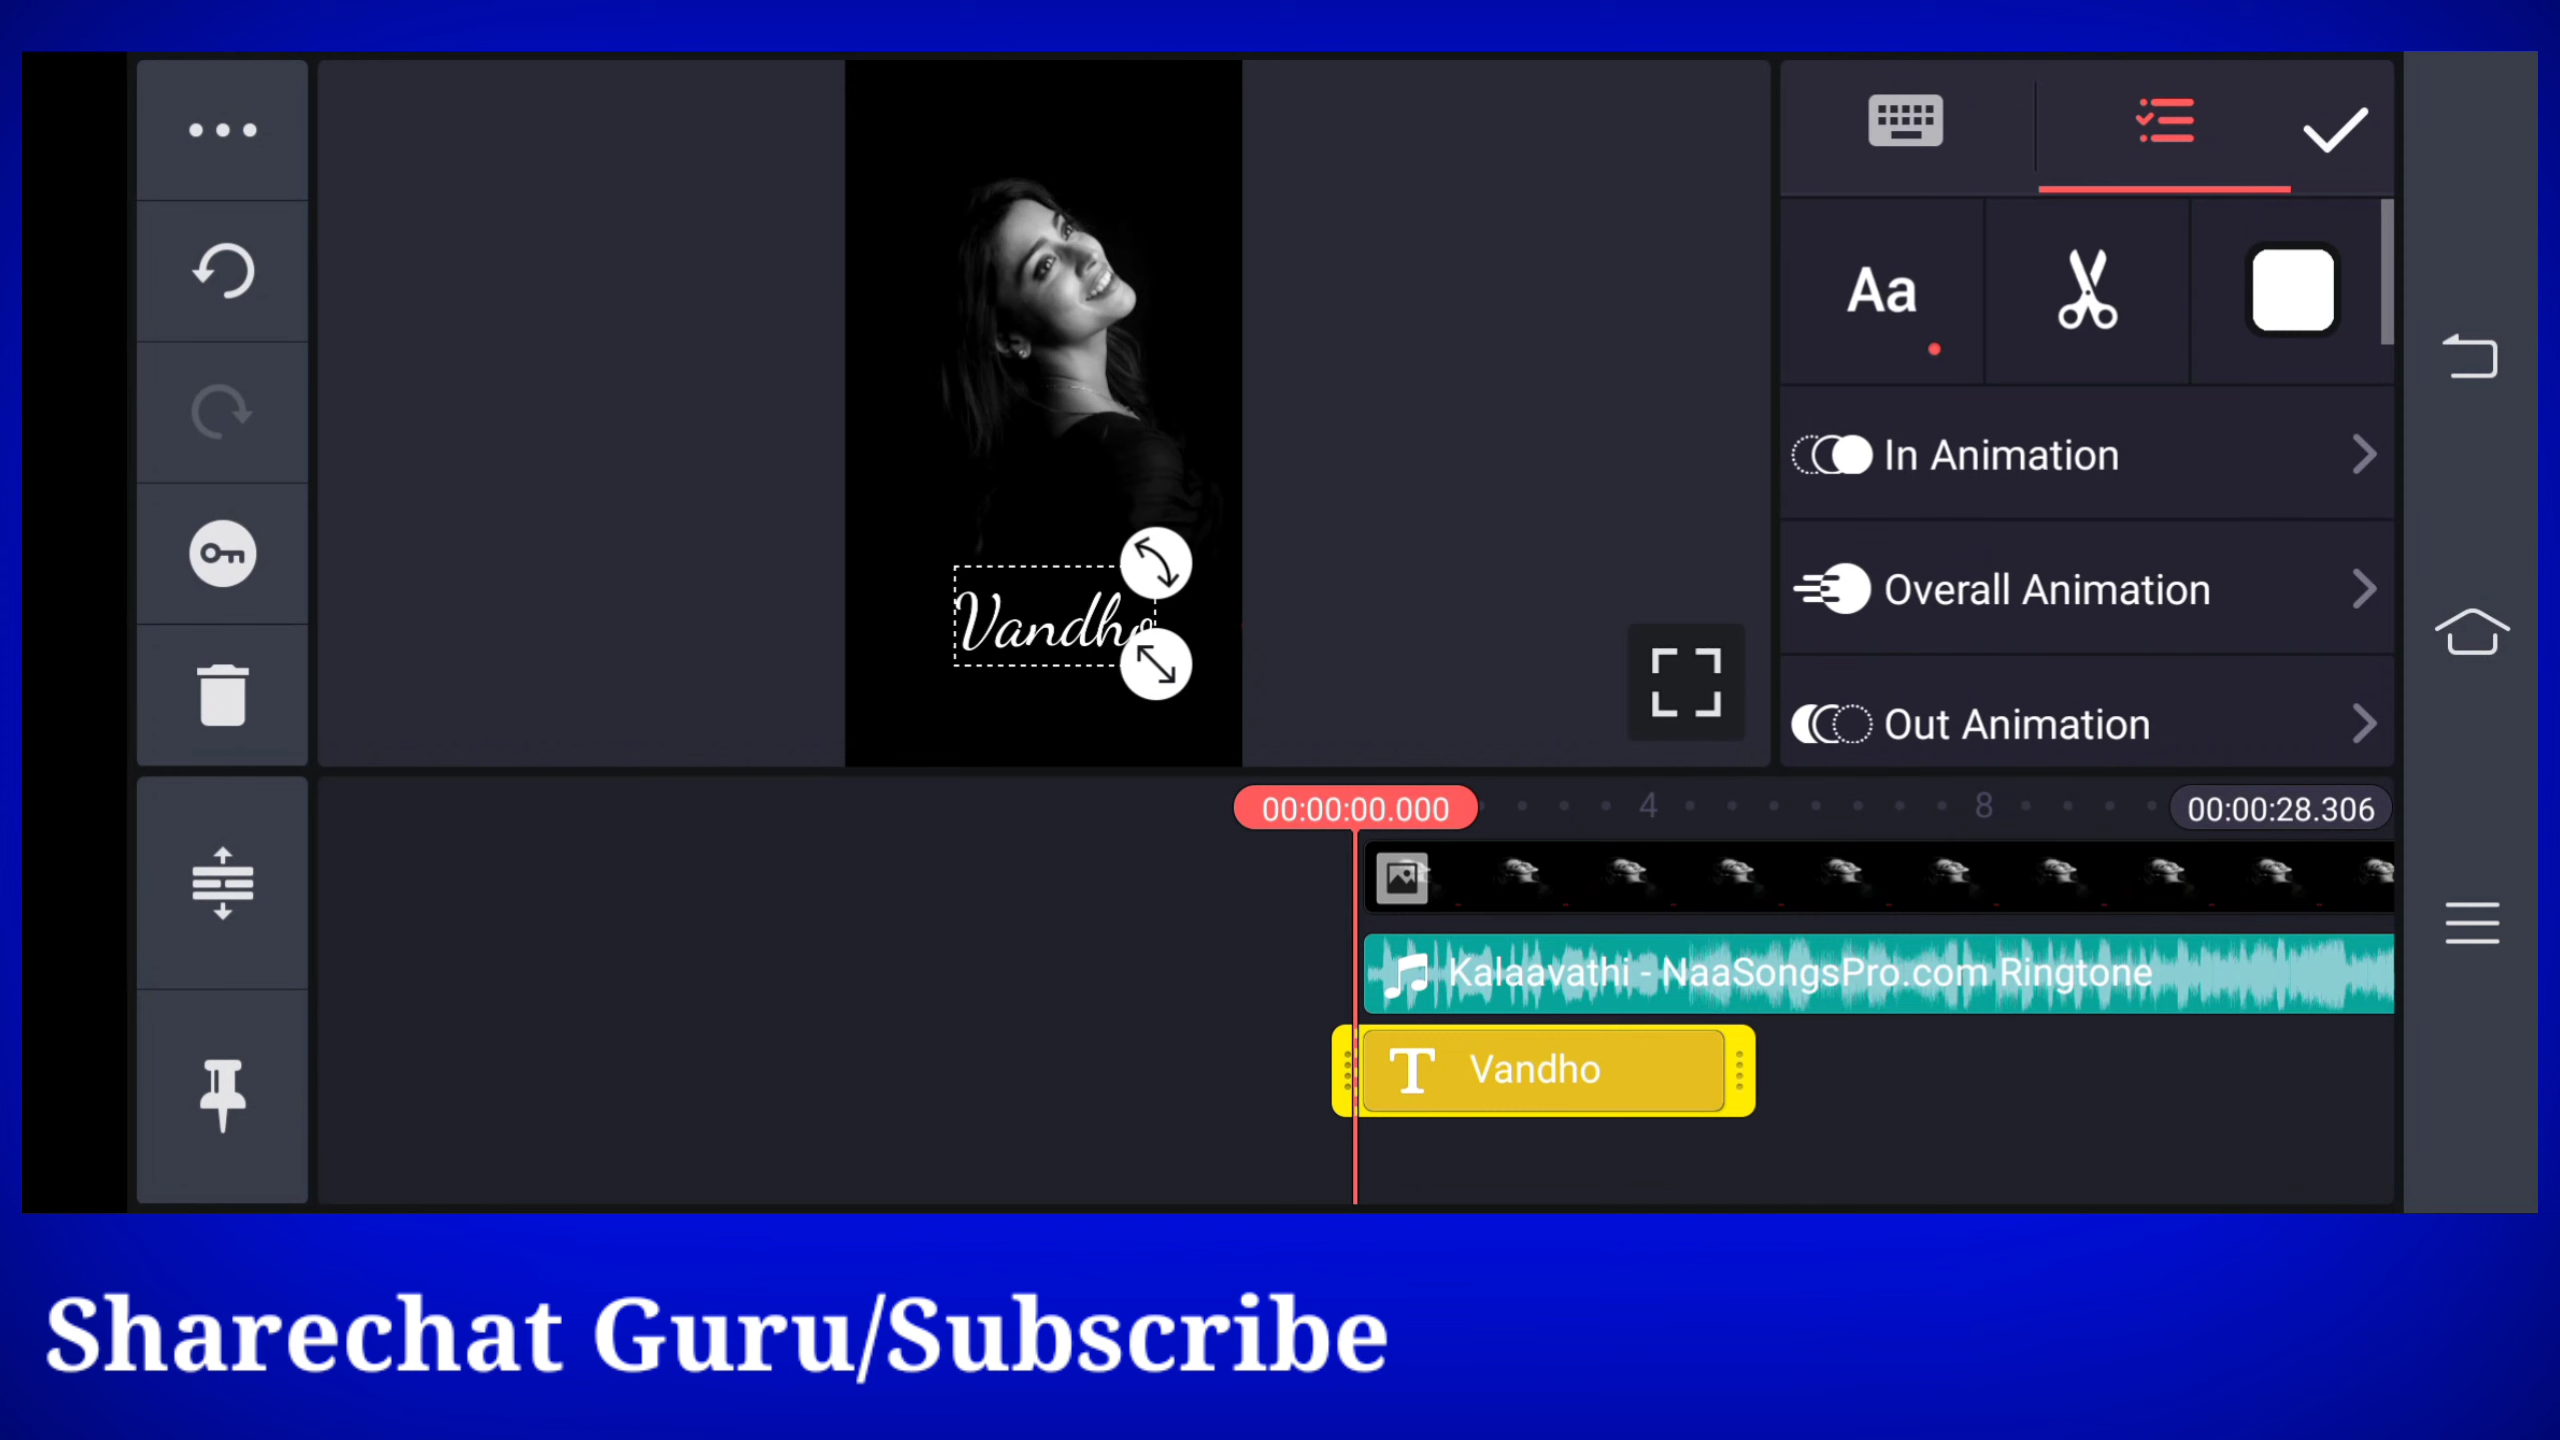 Aa
In Animation
Overall Animation
Out Animation
Vandho
00:00:00.000
4
8
00:00:28.306
Kalaavathi - NaaSongsPro.com Ringtone
T Vandho
Sharechat Guru/Subscribe